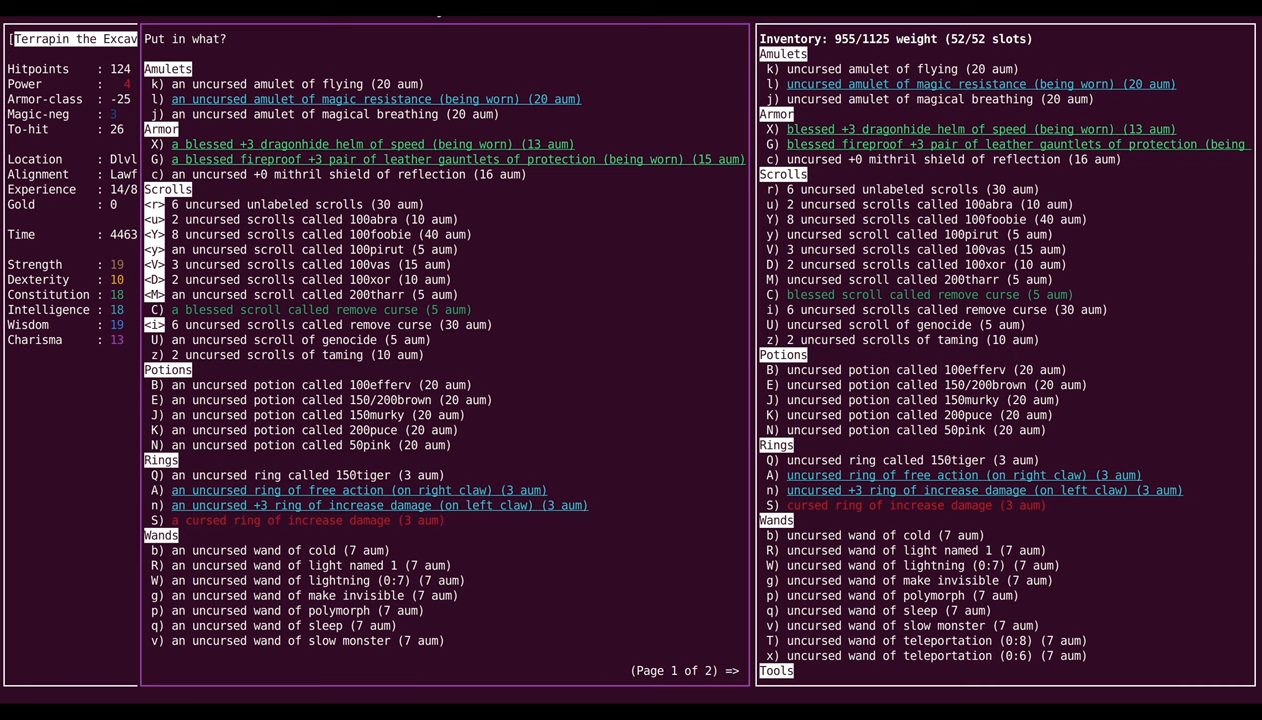 [Terrapin the Excav
Hitpoints : 124
Power : 4
Armor-class : -25
Magic-neg : 3
To-hit : 26
Location : Dlvl
Alignment : Lawf
Experience : 14/8
Gold : 0
Time : 4463
Strength : 19
Dexterity : 10
Constitution : 18
Intelligence : 18
Wisdom : 19
Charisma : 13
Put in what?
Amulets
k) an uncursed amulet of flying (20 aum)
l) an uncursed amulet of magic resistance (being worn) (20 aum)
j) an uncursed amulet of magical breathing (20 aum)
Armor
X) a blessed +3 dragonhide helm of speed (being worn) (13 aum)
G) a blessed fireproof +3 pair of leather gauntlets of protection (being worn) (15 aum)
c) an uncursed +0 mithril shield of reflection (16 aum)
Scrolls
<r> 6 uncursed unlabeled scrolls (30 aum)
<u> 2 uncursed scrolls called 100abra (10 aum)
<Y> 8 uncursed scrolls called 100foobie (40 aum)
<y> an uncursed scroll called 100pirut (5 aum)
<V> 3 uncursed scrolls called 100vas (15 aum)
<D> 2 uncursed scrolls called 100xor (10 aum)
<M> an uncursed scroll called 200tharr (5 aum)
C) a blessed scroll called remove curse (5 aum)
<i> 6 uncursed scrolls called remove curse (30 aum)
U) an uncursed scroll of genocide (5 aum)
z) 2 uncursed scrolls of taming (10 aum)
Potions
B) an uncursed potion called 100efferv (20 aum)
E) an uncursed potion called 150/200brown (20 aum)
J) an uncursed potion called 150murky (20 aum)
K) an uncursed potion called 200puce (20 aum)
N) an uncursed potion called 50pink (20 aum)
Rings
Q) an uncursed ring called 150tiger (3 aum)
A) an uncursed ring of free action (on right claw) (3 aum)
n) an uncursed +3 ring of increase damage (on left claw) (3 aum)
S) a cursed ring of increase damage (3 aum)
Wands
b) an uncursed wand of cold (7 aum)
R) an uncursed wand of light named 1 (7 aum)
W) an uncursed wand of lightning (0:7) (7 aum)
g) an uncursed wand of make invisible (7 aum)
p) an uncursed wand of polymorph (7 aum)
q) an uncursed wand of sleep (7 aum)
v) an uncursed wand of slow monster (7 aum)
(Page 1 of 2) =>
Inventory: 955/1125 weight (52/52 slots)
Amulets
k) uncursed amulet of flying (20 aum)
l) uncursed amulet of magic resistance (being worn) (20 aum)
j) uncursed amulet of magical breathing (20 aum)
Armor
X) blessed +3 dragonhide helm of speed (being worn) (13 aum)
G) blessed fireproof +3 pair of leather gauntlets of protection (being
c) uncursed +0 mithril shield of reflection (16 aum)
Scrolls
r) 6 uncursed unlabeled scrolls (30 aum)
u) 2 uncursed scrolls called 100abra (10 aum)
Y) 8 uncursed scrolls called 100foobie (40 aum)
y) uncursed scroll called 100pirut (5 aum)
V) 3 uncursed scrolls called 100vas (15 aum)
D) 2 uncursed scrolls called 100xor (10 aum)
M) uncursed scroll called 200tharr (5 aum)
C) blessed scroll called remove curse (5 aum)
i) 6 uncursed scrolls called remove curse (30 aum)
U) uncursed scroll of genocide (5 aum)
z) 2 uncursed scrolls of taming (10 aum)
Potions
B) uncursed potion called 100efferv (20 aum)
E) uncursed potion called 150/200brown (20 aum)
J) uncursed potion called 150murky (20 aum)
K) uncursed potion called 200puce (20 aum)
N) uncursed potion called 50pink (20 aum)
Rings
Q) uncursed ring called 150tiger (3 aum)
A) uncursed ring of free action (on right claw) (3 aum)
n) uncursed +3 ring of increase damage (on left claw) (3 aum)
S) cursed ring of increase damage (3 aum)
Wands
b) uncursed wand of cold (7 aum)
R) uncursed wand of light named 1 (7 aum)
W) uncursed wand of lightning (0:7) (7 aum)
g) uncursed wand of make invisible (7 aum)
p) uncursed wand of polymorph (7 aum)
q) uncursed wand of sleep (7 aum)
v) uncursed wand of slow monster (7 aum)
T) uncursed wand of teleportation (0:8) (7 aum)
x) uncursed wand of teleportation (0:6) (7 aum)
Tools